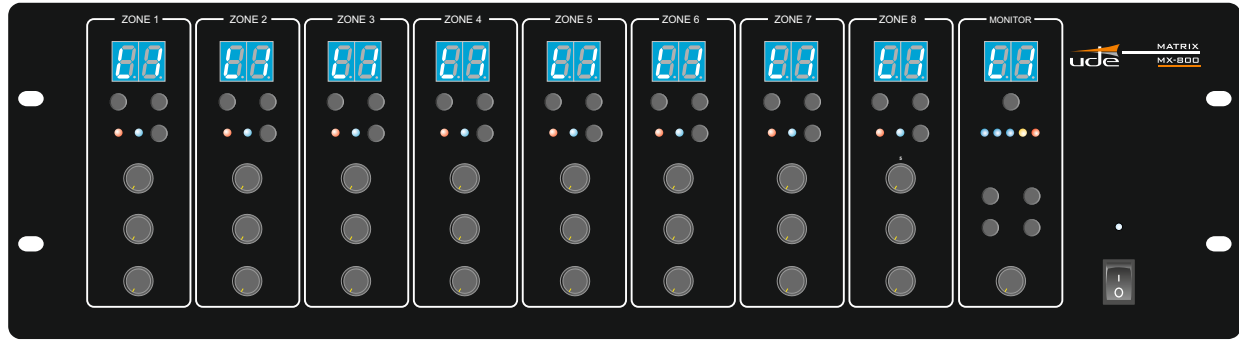 ZONE 1
ZONE 2
ZONE 3
ZONE 4
ZONE 5
ZONE 6
ZONE 7
ZONE 8
MONITOR
ude
MATRIX
MX-800
s
I
O